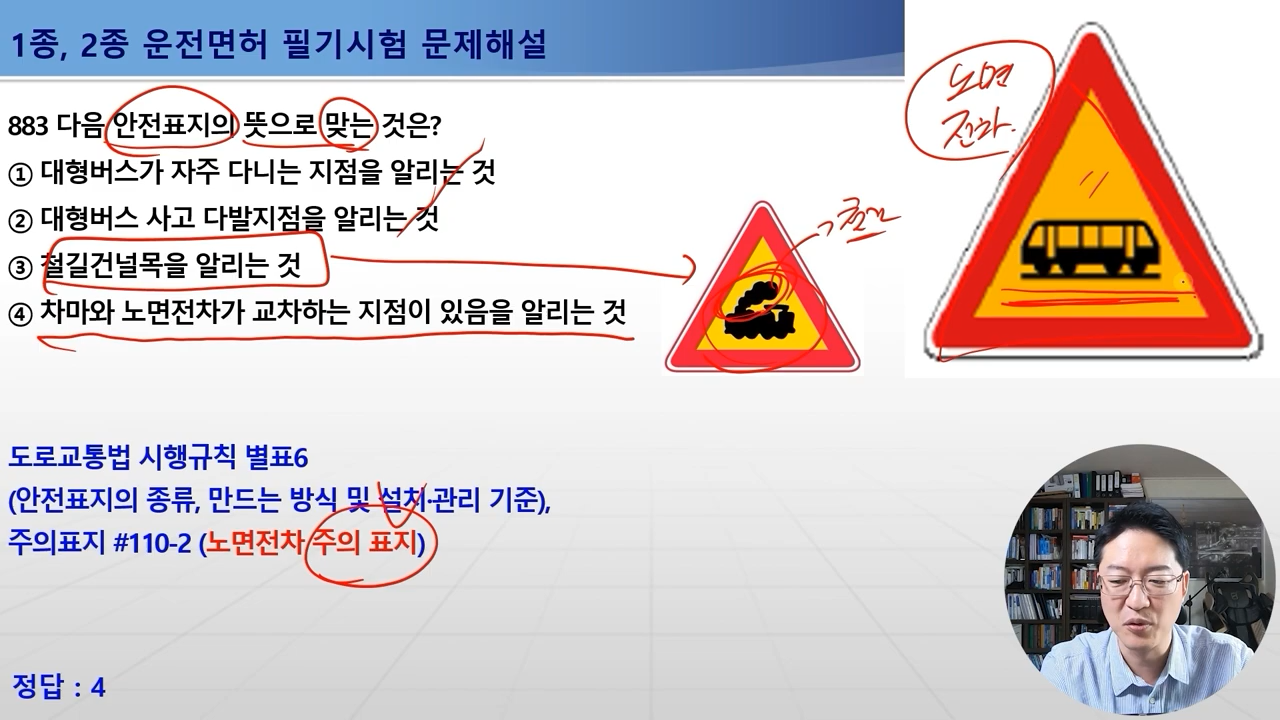 1종, 2종 운전면허 필기시험 문제해설
883 다음 안전표지의 뜻으로 맞는 것은?
① 대형버스가 자주 다니는 지점을 알리는 것
② 대형버스 사고 다발지점을 알리는 것
③ 철길건널목을 알리는 것
④ 차마와 노면전차가 교차하는 지점이 있음을 알리는 것
노면
전차.
도로교통법 시행규칙 별표6
(안전표지의 종류, 만드는 방식 및 설치·관리 기준),
주의표지 #110-2 (노면전차 주의 표지)
정답 : 4